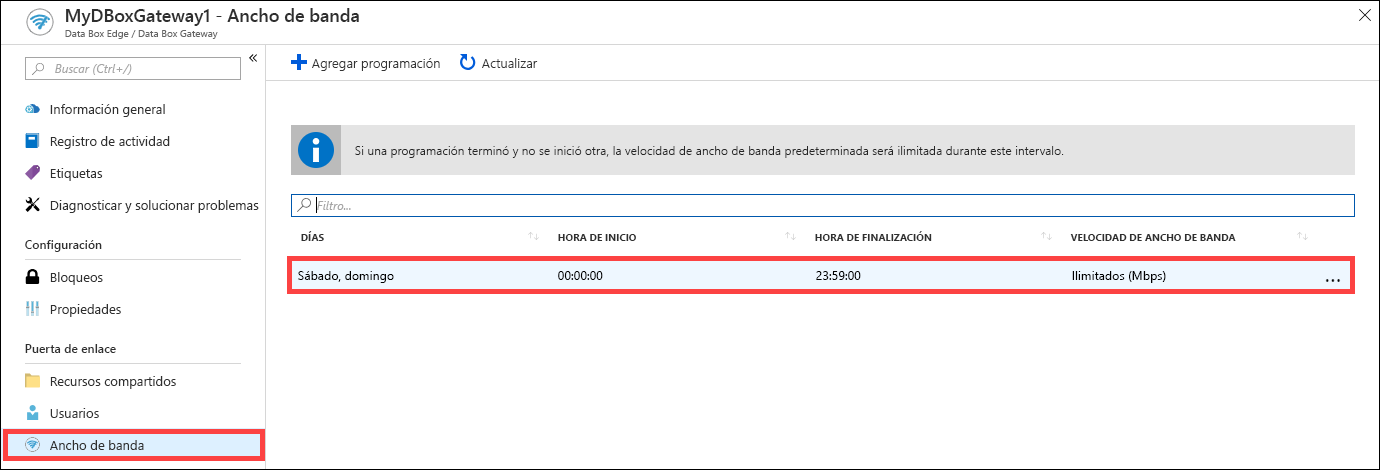 MyDBoxGateway1 - Ancho de banda
Data Box Edge / Data Box Gateway
Buscar (Ctrl+/)
«
Información general
Registro de actividad
Etiquetas
Diagnosticar y solucionar problemas
Configuración
Bloqueos
Propiedades
Puerta de enlace
Recursos compartidos
Usuarios
Ancho de banda
Agregar programación Actualizar
Si una programación terminó y no se inició otra, la velocidad de ancho de banda predeterminada será ilimitada durante este intervalo.
Filtro...
DÍAS HORA DE INICIO HORA DE FINALIZACIÓN VELOCIDAD DE ANCHO DE BANDA
Sábado, domingo 00:00:00 23:59:00 Ilimitados (Mbps) ...